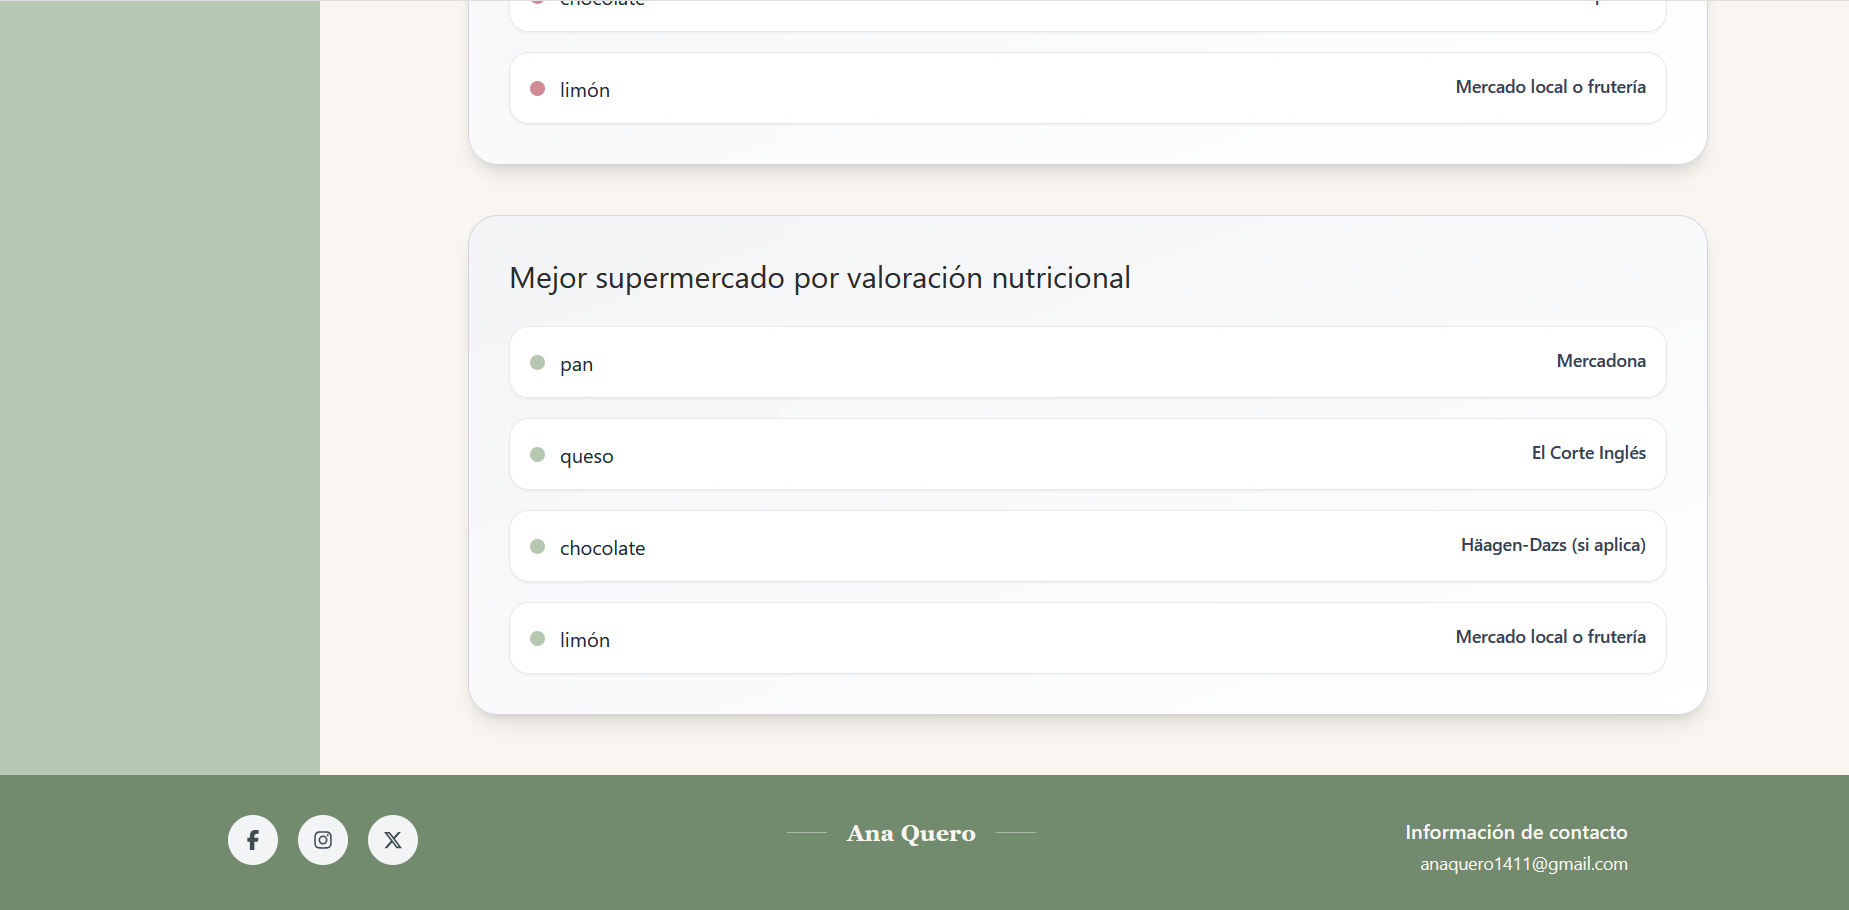 chocolate
limón
Mercado local o frutería
Mejor supermercado por valoración nutricional
pan
Mercadona
queso
El Corte Inglés
chocolate
Häagen-Dazs (si aplica)
limón
Mercado local o frutería
Ana Quero
Información de contacto
anaquero1411@gmail.com